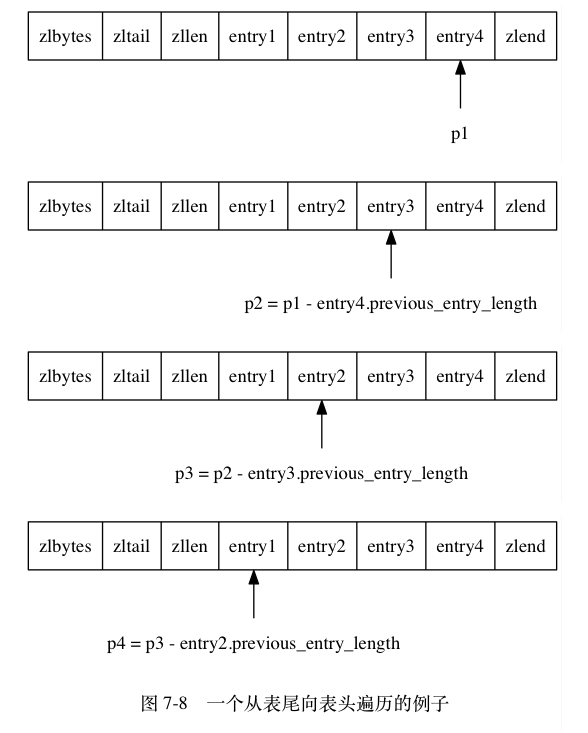 zlbytes zltail zllen entry1 entry2 entry3 entry4 zlend
p1
zlbytes zltail zllen entry1 entry2 entry3 entry4 zlend
p2 = p1 - entry4.previous_entry_length
zlbytes zltail zllen entry1 entry2 entry3 entry4 zlend
p3 = p2 - entry3.previous_entry_length
zlbytes zltail zllen entry1 entry2 entry3 entry4 zlend
p4 = p3 - entry2.previous_entry_length
图 7-8 一个从表尾向表头遍历的例子